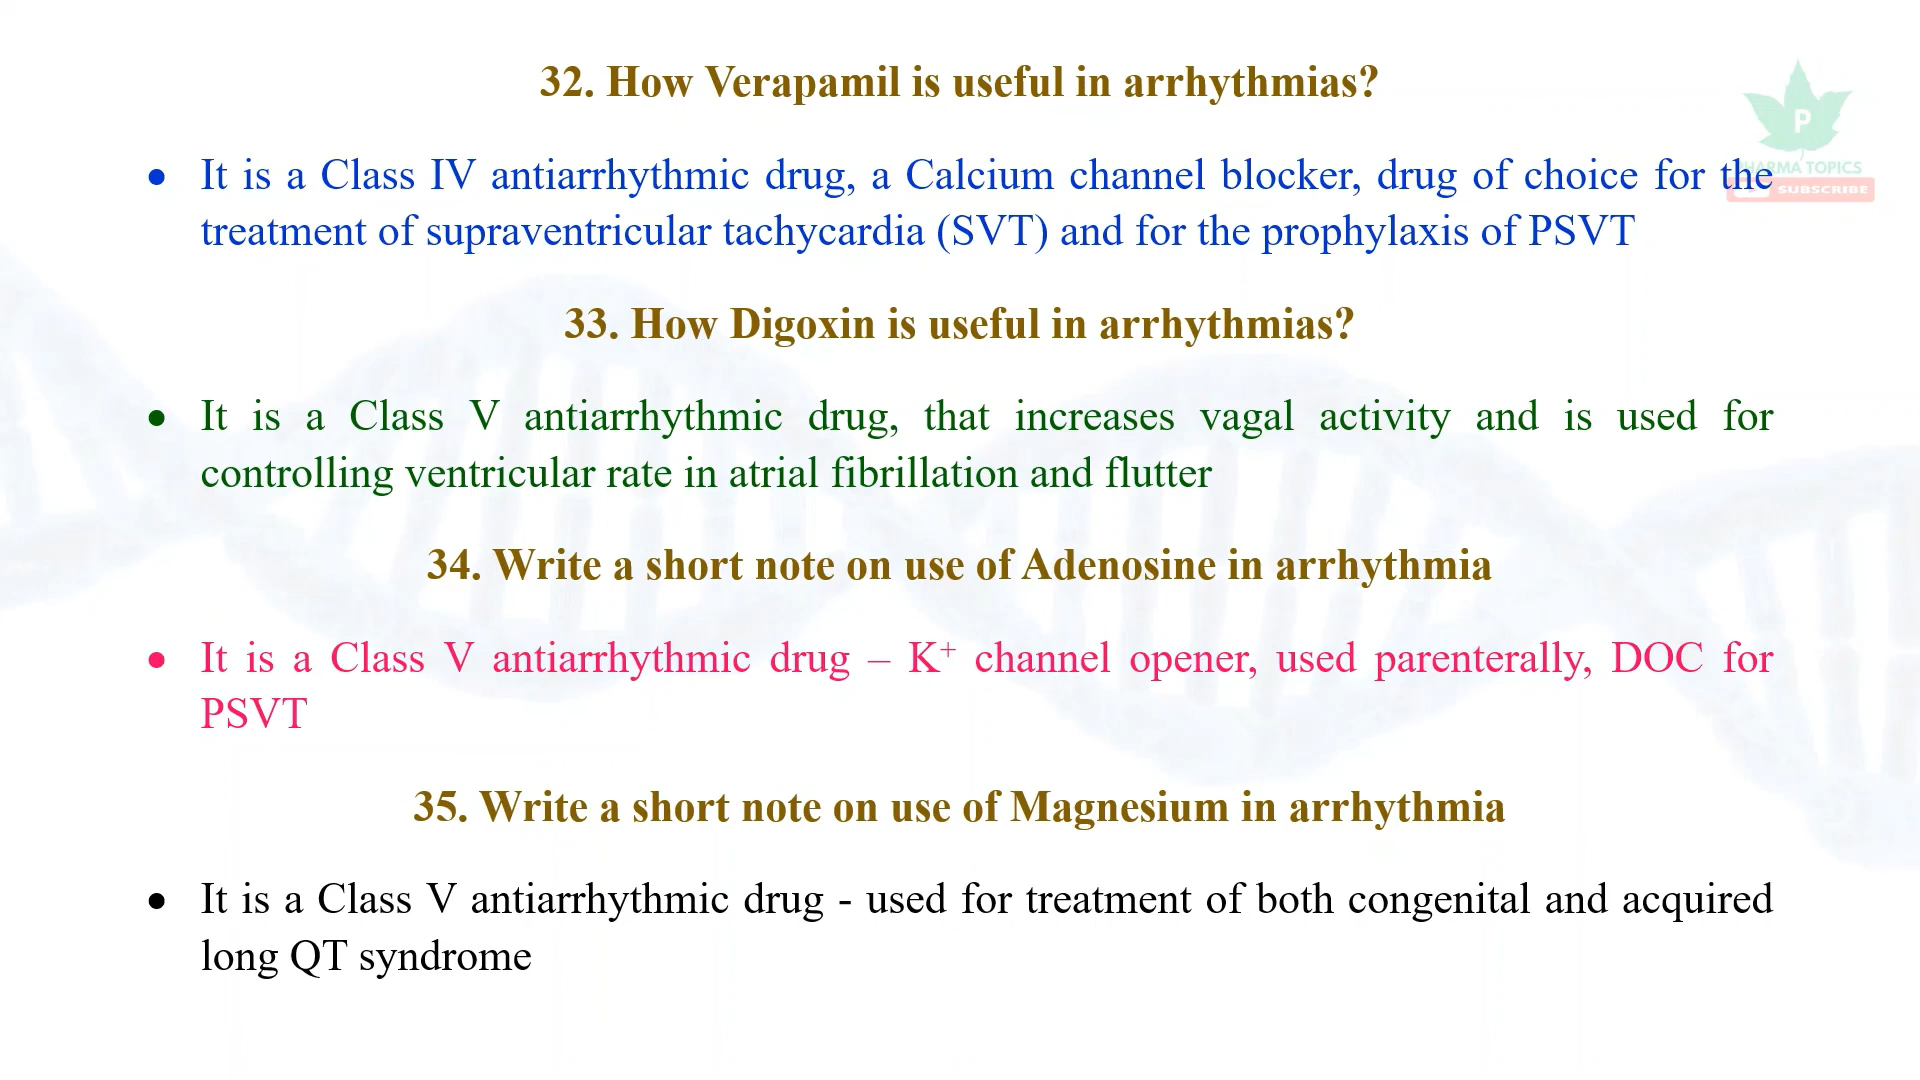 32. How Verapamil is useful in arrhythmias?
P
PHARMA TOPICS
SUBSCRIBE
• It is a Class IV antiarrhythmic drug, a Calcium channel blocker, drug of choice for the
treatment of supraventricular tachycardia (SVT) and for the prophylaxis of PSVT
33. How Digoxin is useful in arrhythmias?
• It is a Class V antiarrhythmic drug, that increases vagal activity and is used for
controlling ventricular rate in atrial fibrillation and flutter
34. Write a short note on use of Adenosine in arrhythmia
• It is a Class V antiarrhythmic drug – K⁺ channel opener, used parenterally, DOC for
PSVT
35. Write a short note on use of Magnesium in arrhythmia
• It is a Class V antiarrhythmic drug - used for treatment of both congenital and acquired
long QT syndrome